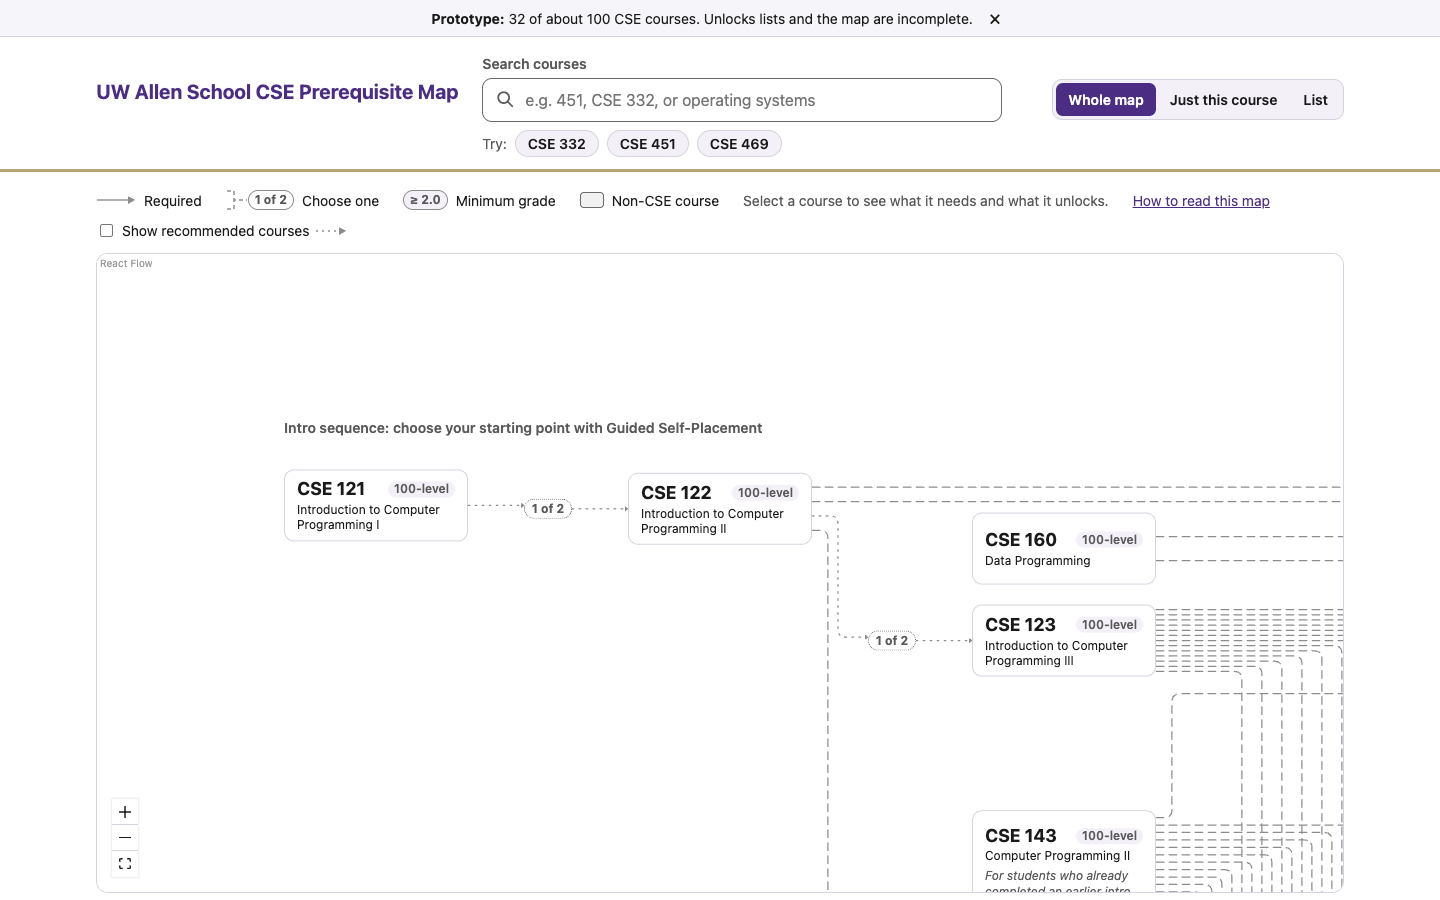 Prototype: 32 of about 100 CSE courses. Unlocks lists and the map are incomplete.
UW Allen School CSE Prerequisite Map
Search courses
e.g. 451, CSE 332, or operating systems
Try: CSE 332 CSE 451 CSE 469
Whole map Just this course List
Required 1 of 2 Choose one ≥ 2.0 Minimum grade Non-CSE course Select a course to see what it needs and what it unlocks. How to read this map
Show recommended courses
React Flow
Intro sequence: choose your starting point with Guided Self-Placement
CSE 121 100-level
Introduction to Computer
Programming I
1 of 2
CSE 122 100-level
Introduction to Computer
Programming II
CSE 160 100-level
Data Programming
1 of 2
CSE 123 100-level
Introduction to Computer
Programming III
CSE 143 100-level
Computer Programming II
For students who already
completed an earlier intro